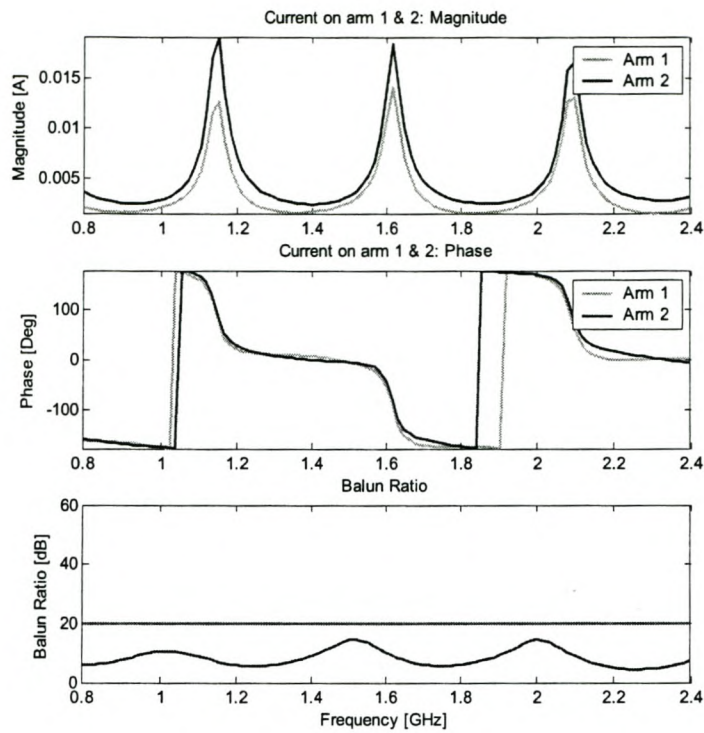 Current on arm 1 & 2: Magnitude
Magnitude [A]
0.015
0.01
0.005
Arm 1
Arm 2
0.8 1 1.2 1.4 1.6 1.8 2 2.2 2.4
Current on arm 1 & 2: Phase
Phase [Deg]
100
0
-100
Arm 1
Arm 2
0.8 1 1.2 1.4 1.6 1.8 2 2.2 2.4
Balun Ratio
Balun Ratio [dB]
60
40
20
0
0.8 1 1.2 1.4 1.6 1.8 2 2.2 2.4
Frequency [GHz]